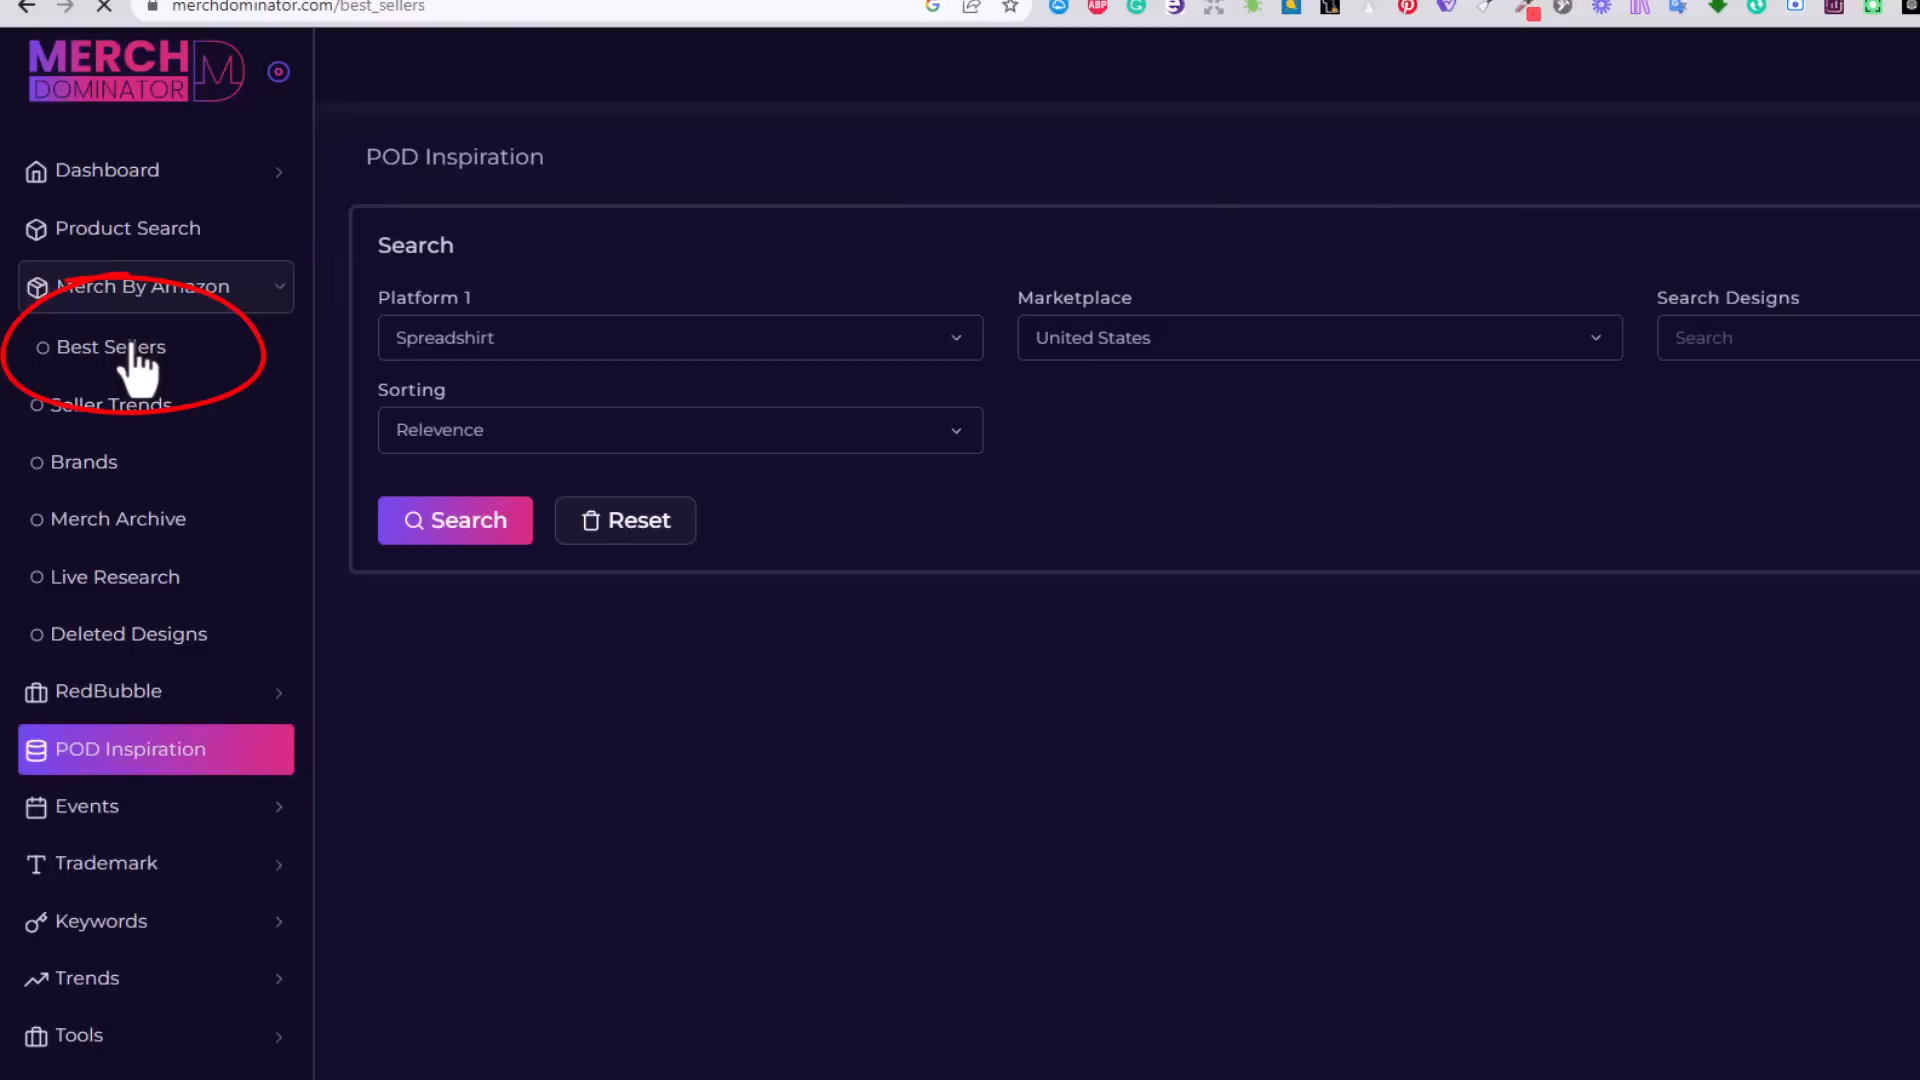 merchdominator.com/best_sellers
MERCH
DOMINATOR
Dashboard
Product Search
Merch By Amazon
Best Sellers
Seller Trends
Brands
Merch Archive
Live Research
Deleted Designs
RedBubble
POD Inspiration
Events
Trademark
Keywords
Trends
Tools
POD Inspiration
Search
Platform 1
Marketplace
Search Designs
Spreadshirt
United States
Search
Sorting
Relevence
Search
Reset